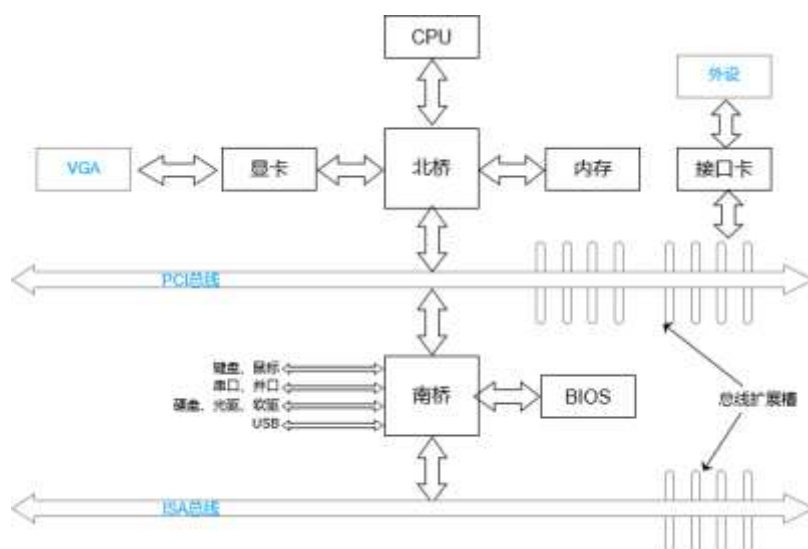 CPU
外设
VGA
显卡
北桥
内存
接口卡
PCI总线
键盘、鼠标
串口、并口
硬盘、光驱、软驱
USB
南桥
BIOS
总线扩展槽
ISA总线